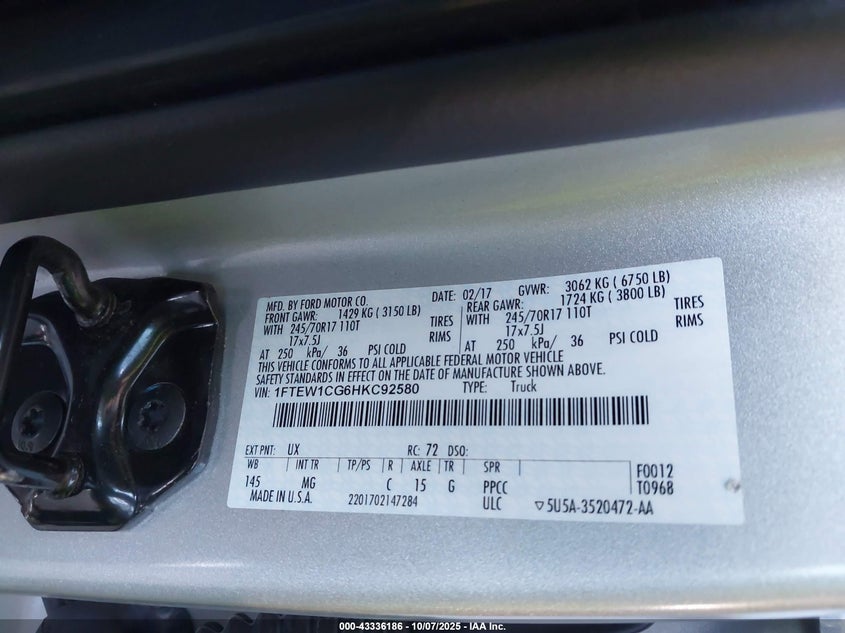 MFD. BY FORD MOTOR CO. DATE: 02/17 GVWR: 3062 KG ( 6750 LB)
FRONT GAWR: 1429 KG ( 3150 LB) REAR GAWR: 1724 KG ( 3800 LB)
WITH 245/70R17 110T TIRES WITH 245/70R17 110T TIRES
17x7.5J RIMS 17x7.5J RIMS
AT 250 kPa/ 36 PSI COLD AT 250 kPa/ 36 PSI COLD
THIS VEHICLE CONFORMS TO ALL APPLICABLE FEDERAL MOTOR VEHICLE
SAFETY STANDARDS IN EFFECT ON THE DATE OF MANUFACTURE SHOWN ABOVE.
VIN: 1FTEW1CG6HKC92580 TYPE: Truck
EXT PNT: UX RC: 72 DSO:
WB INT TR TP/PS R AXLE TR SPR F0012
145 MG C 15 G PPCC T0968
MADE IN U.S.A. 2201702147284 ULC ▽5U5A-3520472-AA
000-43336186 - 10/07/2025 - IAA Inc.